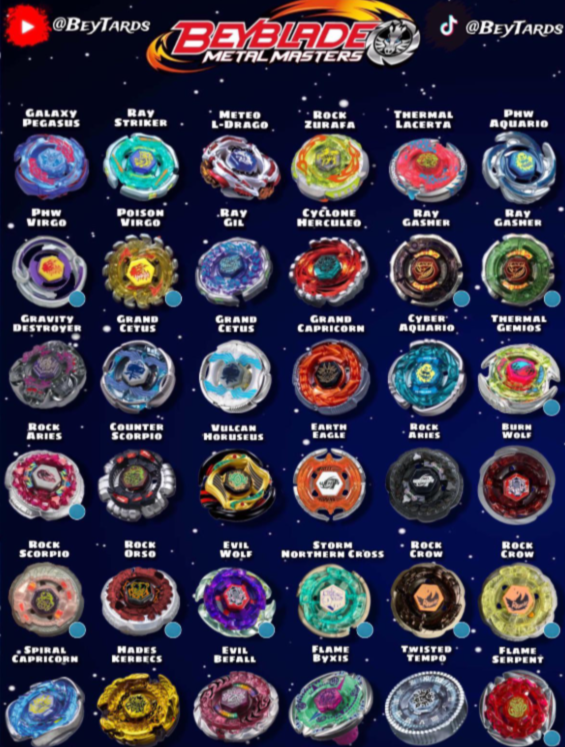 @BeyTards
BEYBLADE
METAL MASTERS
@BeyTards
Galaxy Pegasus
Ray Striker
Meteo L-Drago
Rock Zurafa
Thermal Lacerta
Phw Aquario
Phw Virgo
Poison Virgo
Ray Gil
Cyclone Herculeo
Ray Gasher
Ray Gasher
Gravity Destroyer
Grand Cetus
Grand Cetus
Grand Capricorn
Cyber Aquario
Thermal Gemios
Rock Aries
Counter Scorpio
Vulcan Horuseus
Earth Eagle
Rock Aries
Burn Wolf
Rock Scorpio
Rock Orso
Evil Wolf
Storm Northern Cross
Rock Crow
Rock Crow
Spiral Capricorn
Hades Kerbecs
Evil Befall
Flame Byxis
Twisted Tempo
Flame Serpent